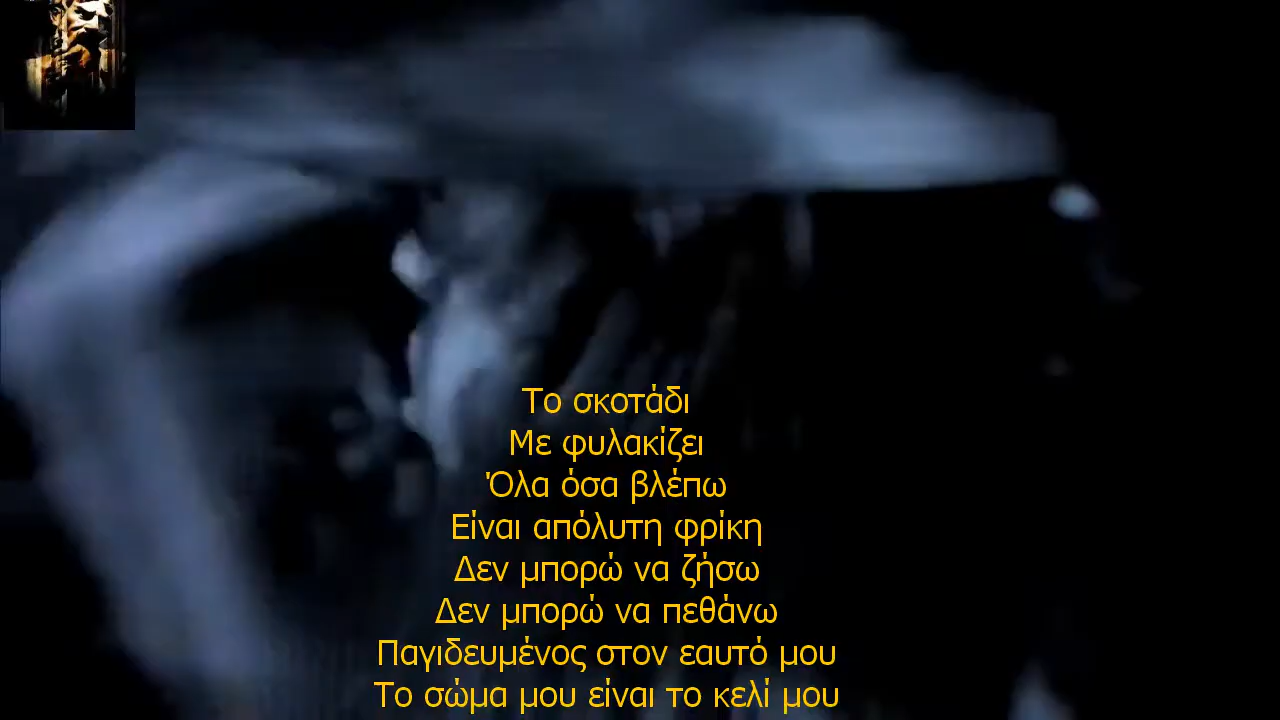 Το σκοτάδι
Με φυλακίζει
Όλα όσα βλέπω
Είναι απόλυτη φρίκη
Δεν μπορώ να ζήσω
Δεν μπορώ να πεθάνω
Παγιδευμένος στον εαυτό μου
Το σώμα μου είναι το κελί μου